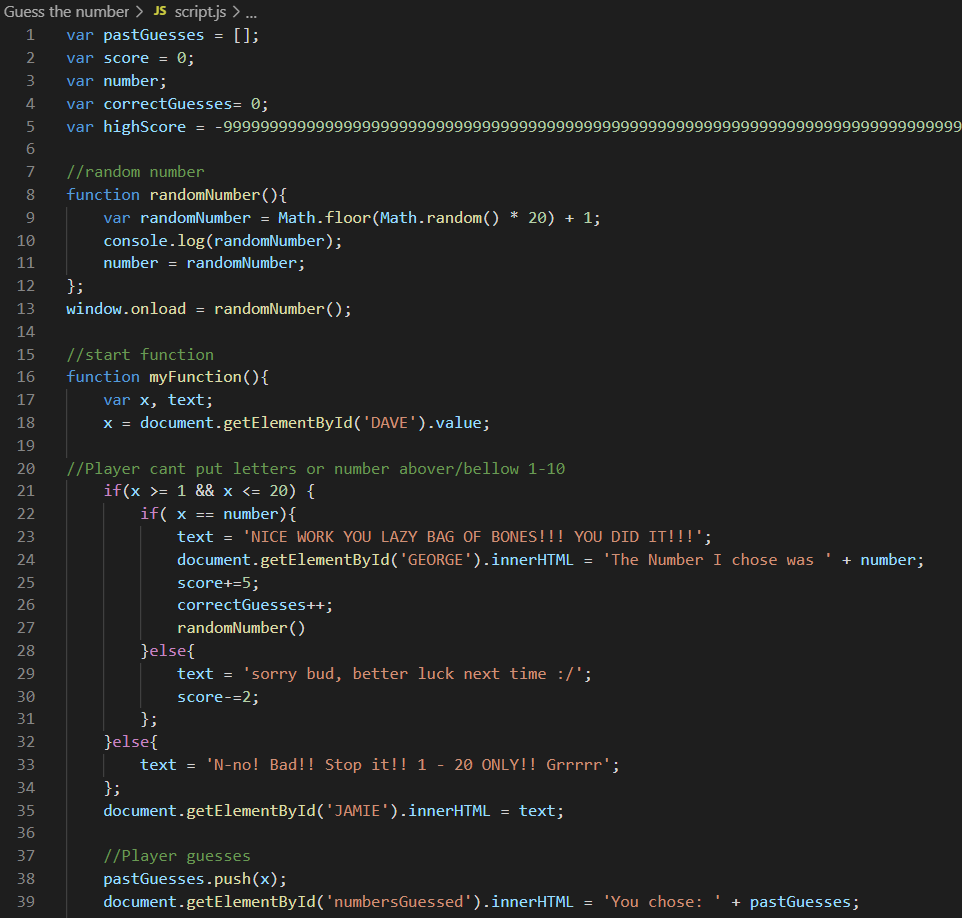 Guess the number > JS script.js > ...
1 var pastGuesses = [];
2 var score = 0;
3 var number;
4 var correctGuesses= 0;
5 var highScore = -99999999999999999999999999999999999999999999999999999999999999999999999999999999
6
7 //random number
8 function randomNumber(){
9 var randomNumber = Math.floor(Math.random() * 20) + 1;
10 console.log(randomNumber);
11 number = randomNumber;
12 };
13 window.onload = randomNumber();
14
15 //start function
16 function myFunction(){
17 var x, text;
18 x = document.getElementById('DAVE').value;
19
20 //Player cant put letters or number abover/bellow 1-10
21 if(x >= 1 && x <= 20) {
22 if( x == number){
23 text = 'NICE WORK YOU LAZY BAG OF BONES!!! YOU DID IT!!!';
24 document.getElementById('GEORGE').innerHTML = 'The Number I chose was ' + number;
25 score+=5;
26 correctGuesses++;
27 randomNumber()
28 }else{
29 text = 'sorry bud, better luck next time :/';
30 score-=2;
31 };
32 }else{
33 text = 'N-no! Bad!! Stop it!! 1 - 20 ONLY!! Grrrrr';
34 };
35 document.getElementById('JAMIE').innerHTML = text;
36
37 //Player guesses
38 pastGuesses.push(x);
39 document.getElementById('numbersGuessed').innerHTML = 'You chose: ' + pastGuesses;